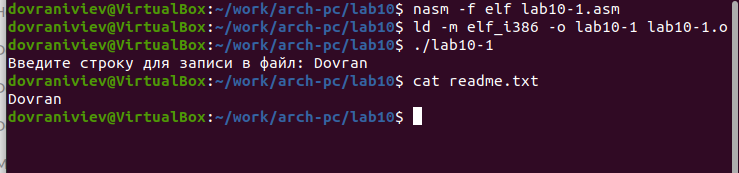 dovraniviev@VirtualBox:~/work/arch-pc/lab10$ nasm -f elf lab10-1.asm
dovraniviev@VirtualBox:~/work/arch-pc/lab10$ ld -m elf_i386 -o lab10-1 lab10-1.o
dovraniviev@VirtualBox:~/work/arch-pc/lab10$ ./lab10-1
Введите строку для записи в файл: Dovran
dovraniviev@VirtualBox:~/work/arch-pc/lab10$ cat readme.txt
Dovran
dovraniviev@VirtualBox:~/work/arch-pc/lab10$